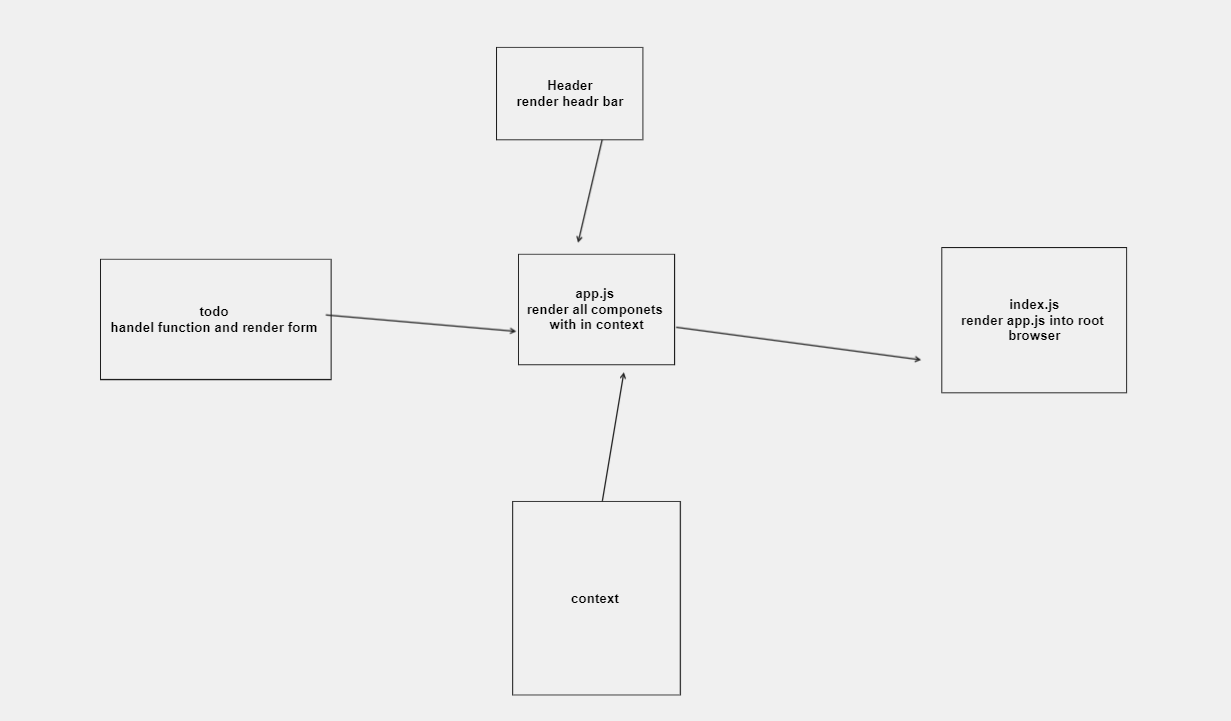 Header
render headr bar
todo
handel function and render form
app.js
render all componets
with in context
index.js
render app.js into root
browser
context